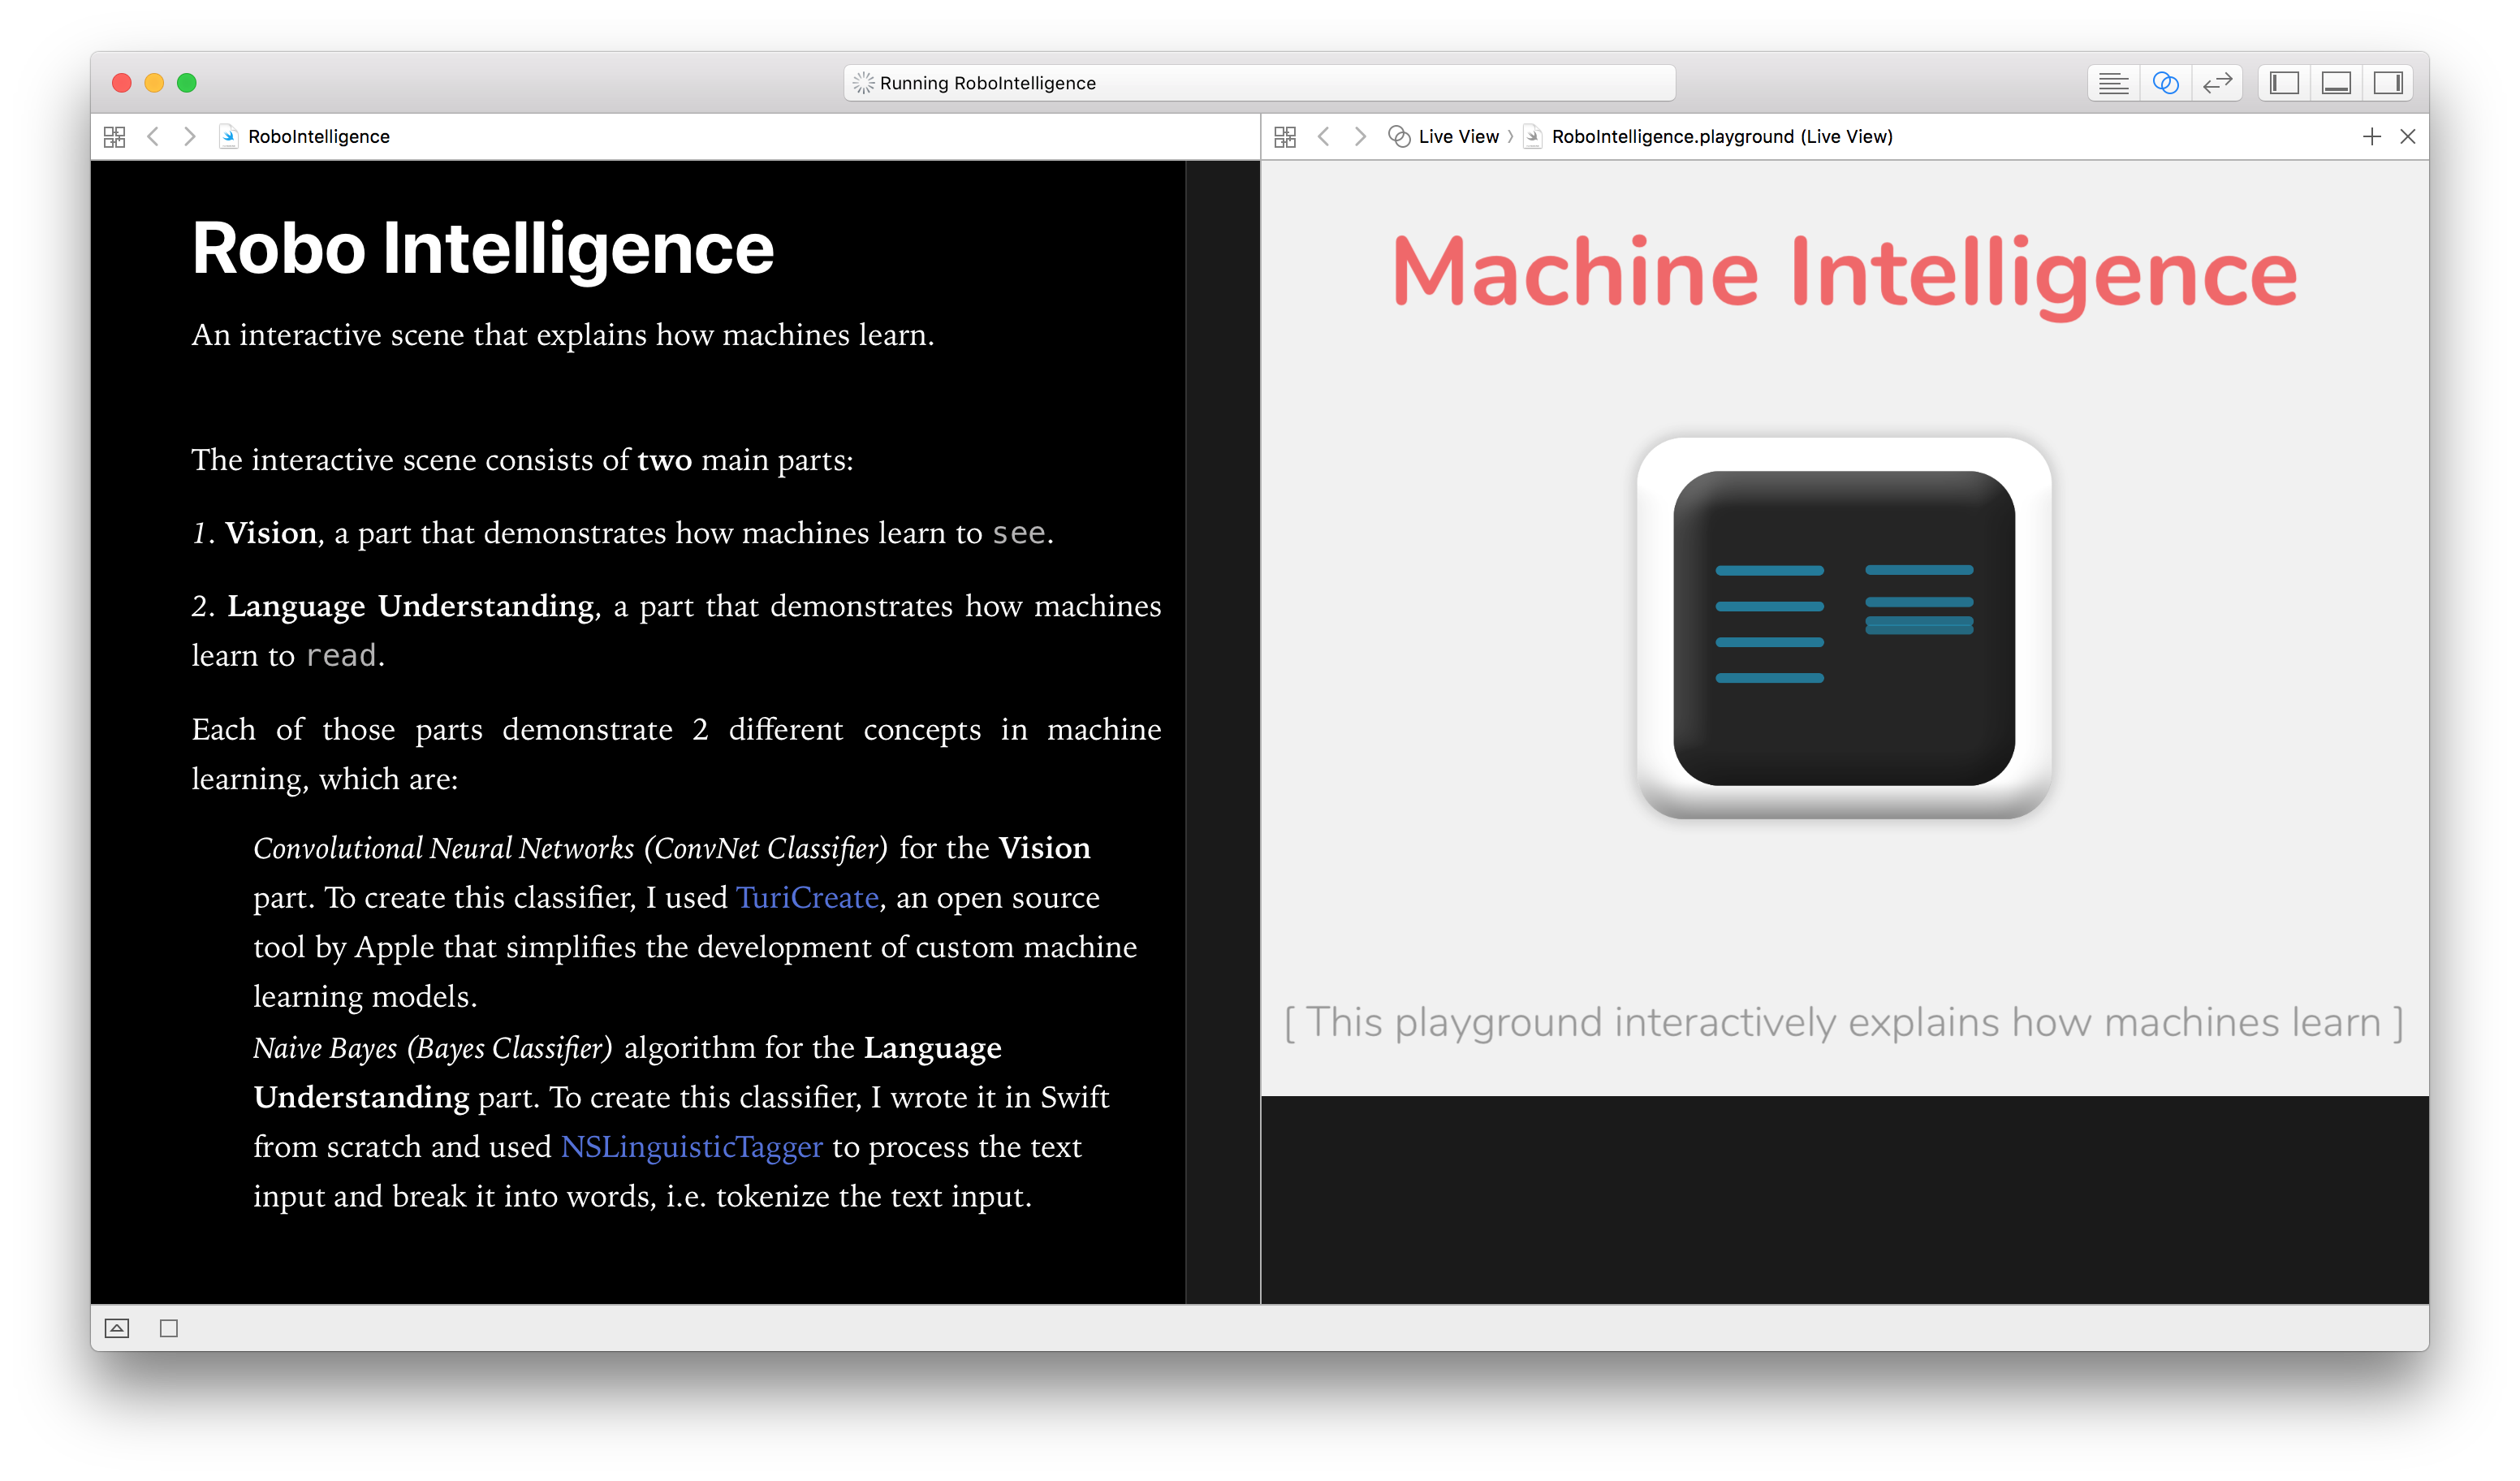 Running RoboIntelligence
RoboIntelligence
Live View
RoboIntelligence.playground (Live View)
Robo Intelligence
An interactive scene that explains how machines learn.
The interactive scene consists of two main parts:
1. Vision, a part that demonstrates how machines learn to see.
2. Language Understanding, a part that demonstrates how machines
learn to read.
Each of those parts demonstrate 2 different concepts in machine
learning, which are:
Convolutional Neural Networks (ConvNet Classifier) for the Vision
part. To create this classifier, I used TuriCreate, an open source
tool by Apple that simplifies the development of custom machine
learning models.
Naive Bayes (Bayes Classifier) algorithm for the Language
Understanding part. To create this classifier, I wrote it in Swift
from scratch and used NSLinguisticTagger to process the text
input and break it into words, i.e. tokenize the text input.
Machine Intelligence
[ This playground interactively explains how machines learn ]